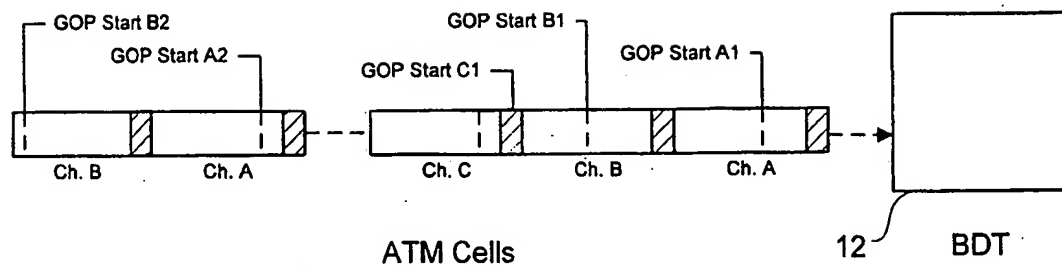 GOP Start B2
GOP Start A2
GOP Start B1
GOP Start C1
GOP Start A1
Ch. B
Ch. A
Ch. C
Ch. B
Ch. A
ATM Cells
12
BDT